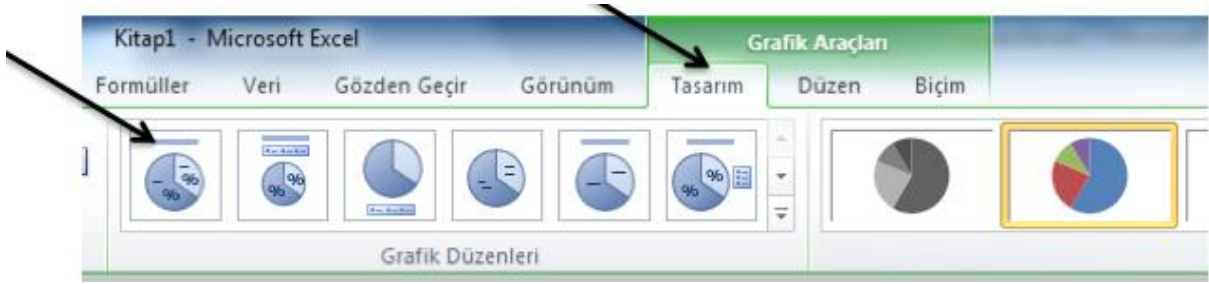 Kitap1 - Microsoft Excel Grafik Araçları
Formüller Veri Gözden Geçir Görünüm Tasarım Düzen Biçim
% % % % % %
Grafik Düzenleri